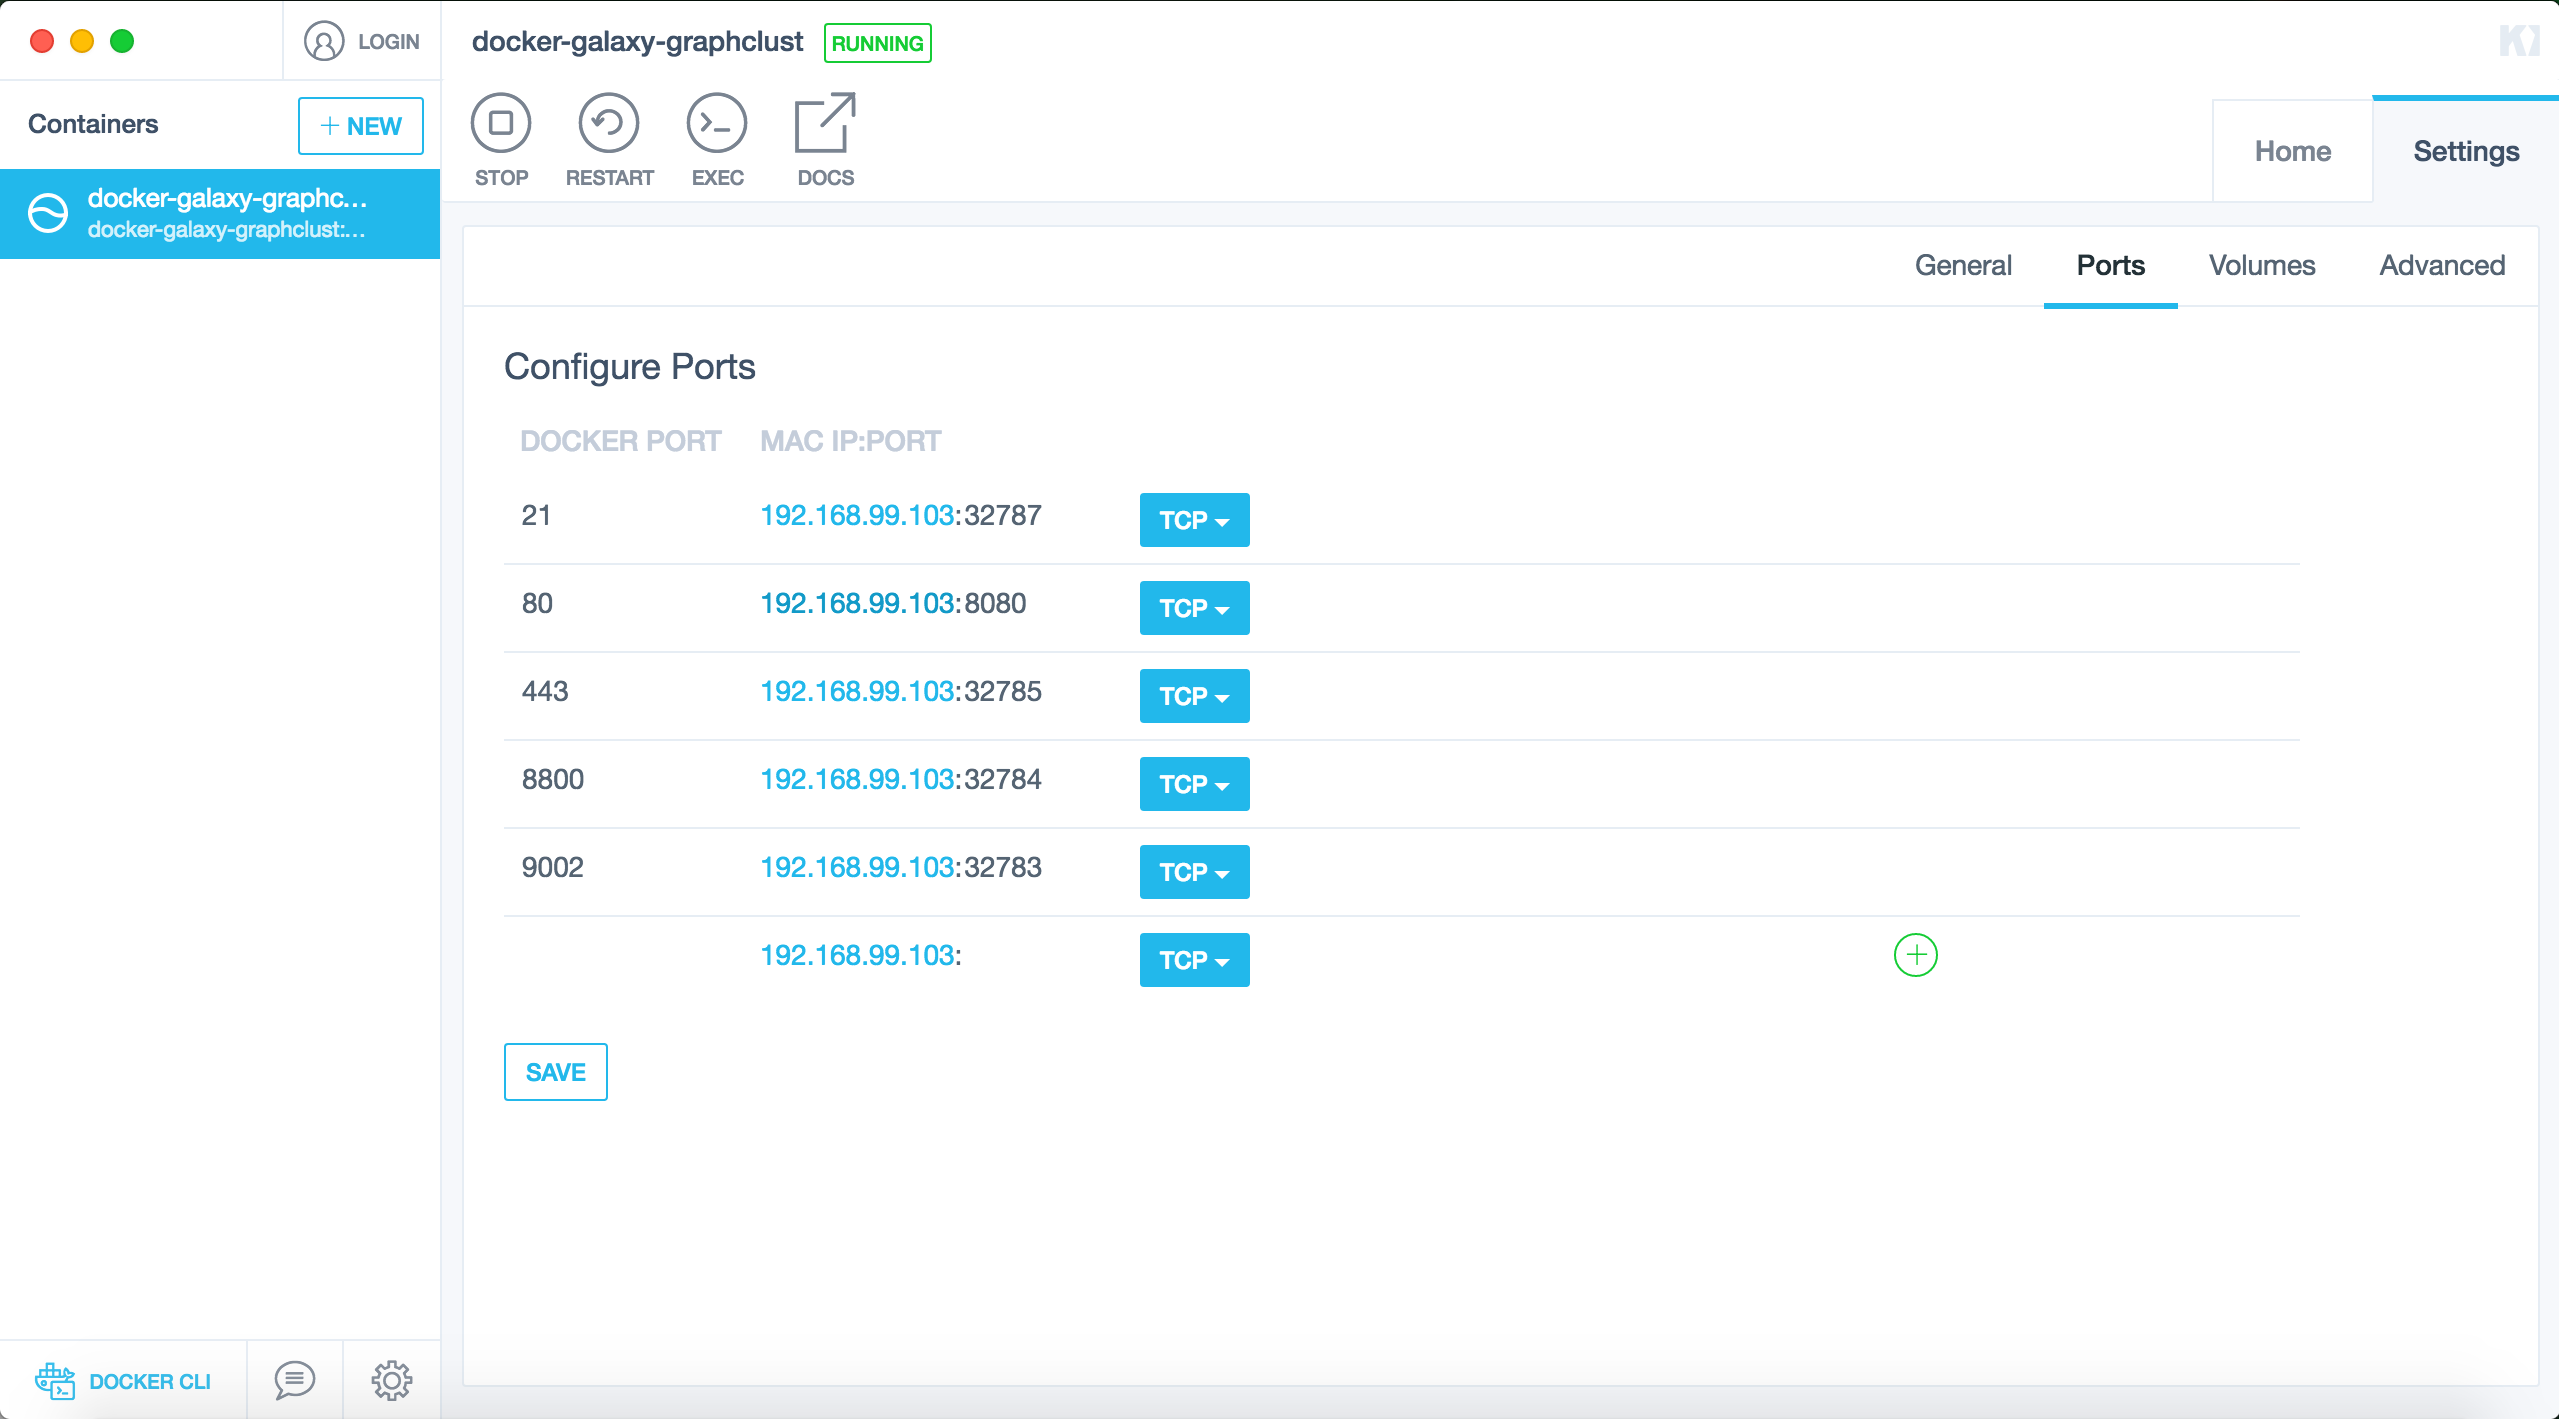 LOGIN
docker-galaxy-graphclust RUNNING
Containers
+ NEW
STOP RESTART EXEC DOCS
Home Settings
docker-galaxy-graphc...
docker-galaxy-graphclust:...
General Ports Volumes Advanced
Configure Ports
DOCKER PORT MAC IP:PORT
21 192.168.99.103:32787 TCP
80 192.168.99.103:8080 TCP
443 192.168.99.103:32785 TCP
8800 192.168.99.103:32784 TCP
9002 192.168.99.103:32783 TCP
192.168.99.103: TCP
SAVE
DOCKER CLI